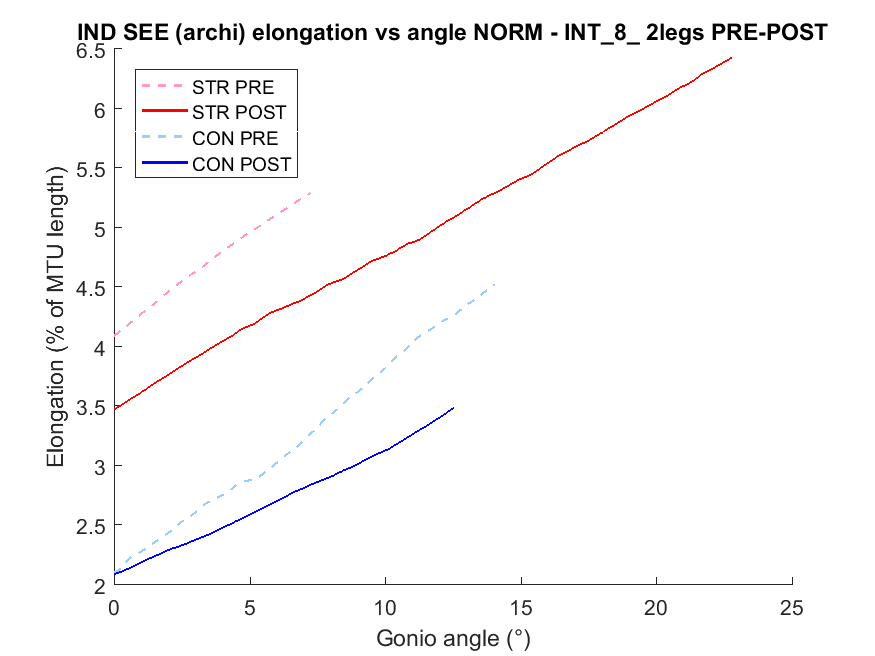 IND SEE (archi) elongation vs angle NORM - INT_8_ 2legs PRE-POST
6.5
6
5.5
5
4.5
4
3.5
3
2.5
2
Elongation (% of MTU length)
STR PRE
STR POST
CON PRE
CON POST
0
5
10
15
20
25
Gonio angle (°)